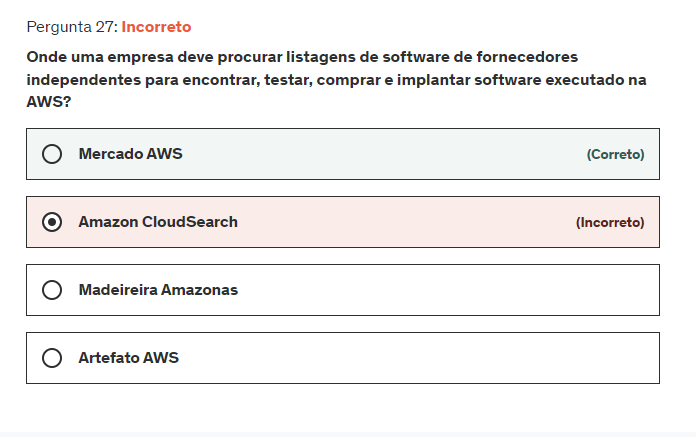 Pergunta 27: Incorreto
Onde uma empresa deve procurar listagens de software de fornecedores
independentes para encontrar, testar, comprar e implantar software executado na
AWS?
Mercado AWS (Correto)
Amazon CloudSearch (Incorreto)
Madeireira Amazonas
Artefato AWS